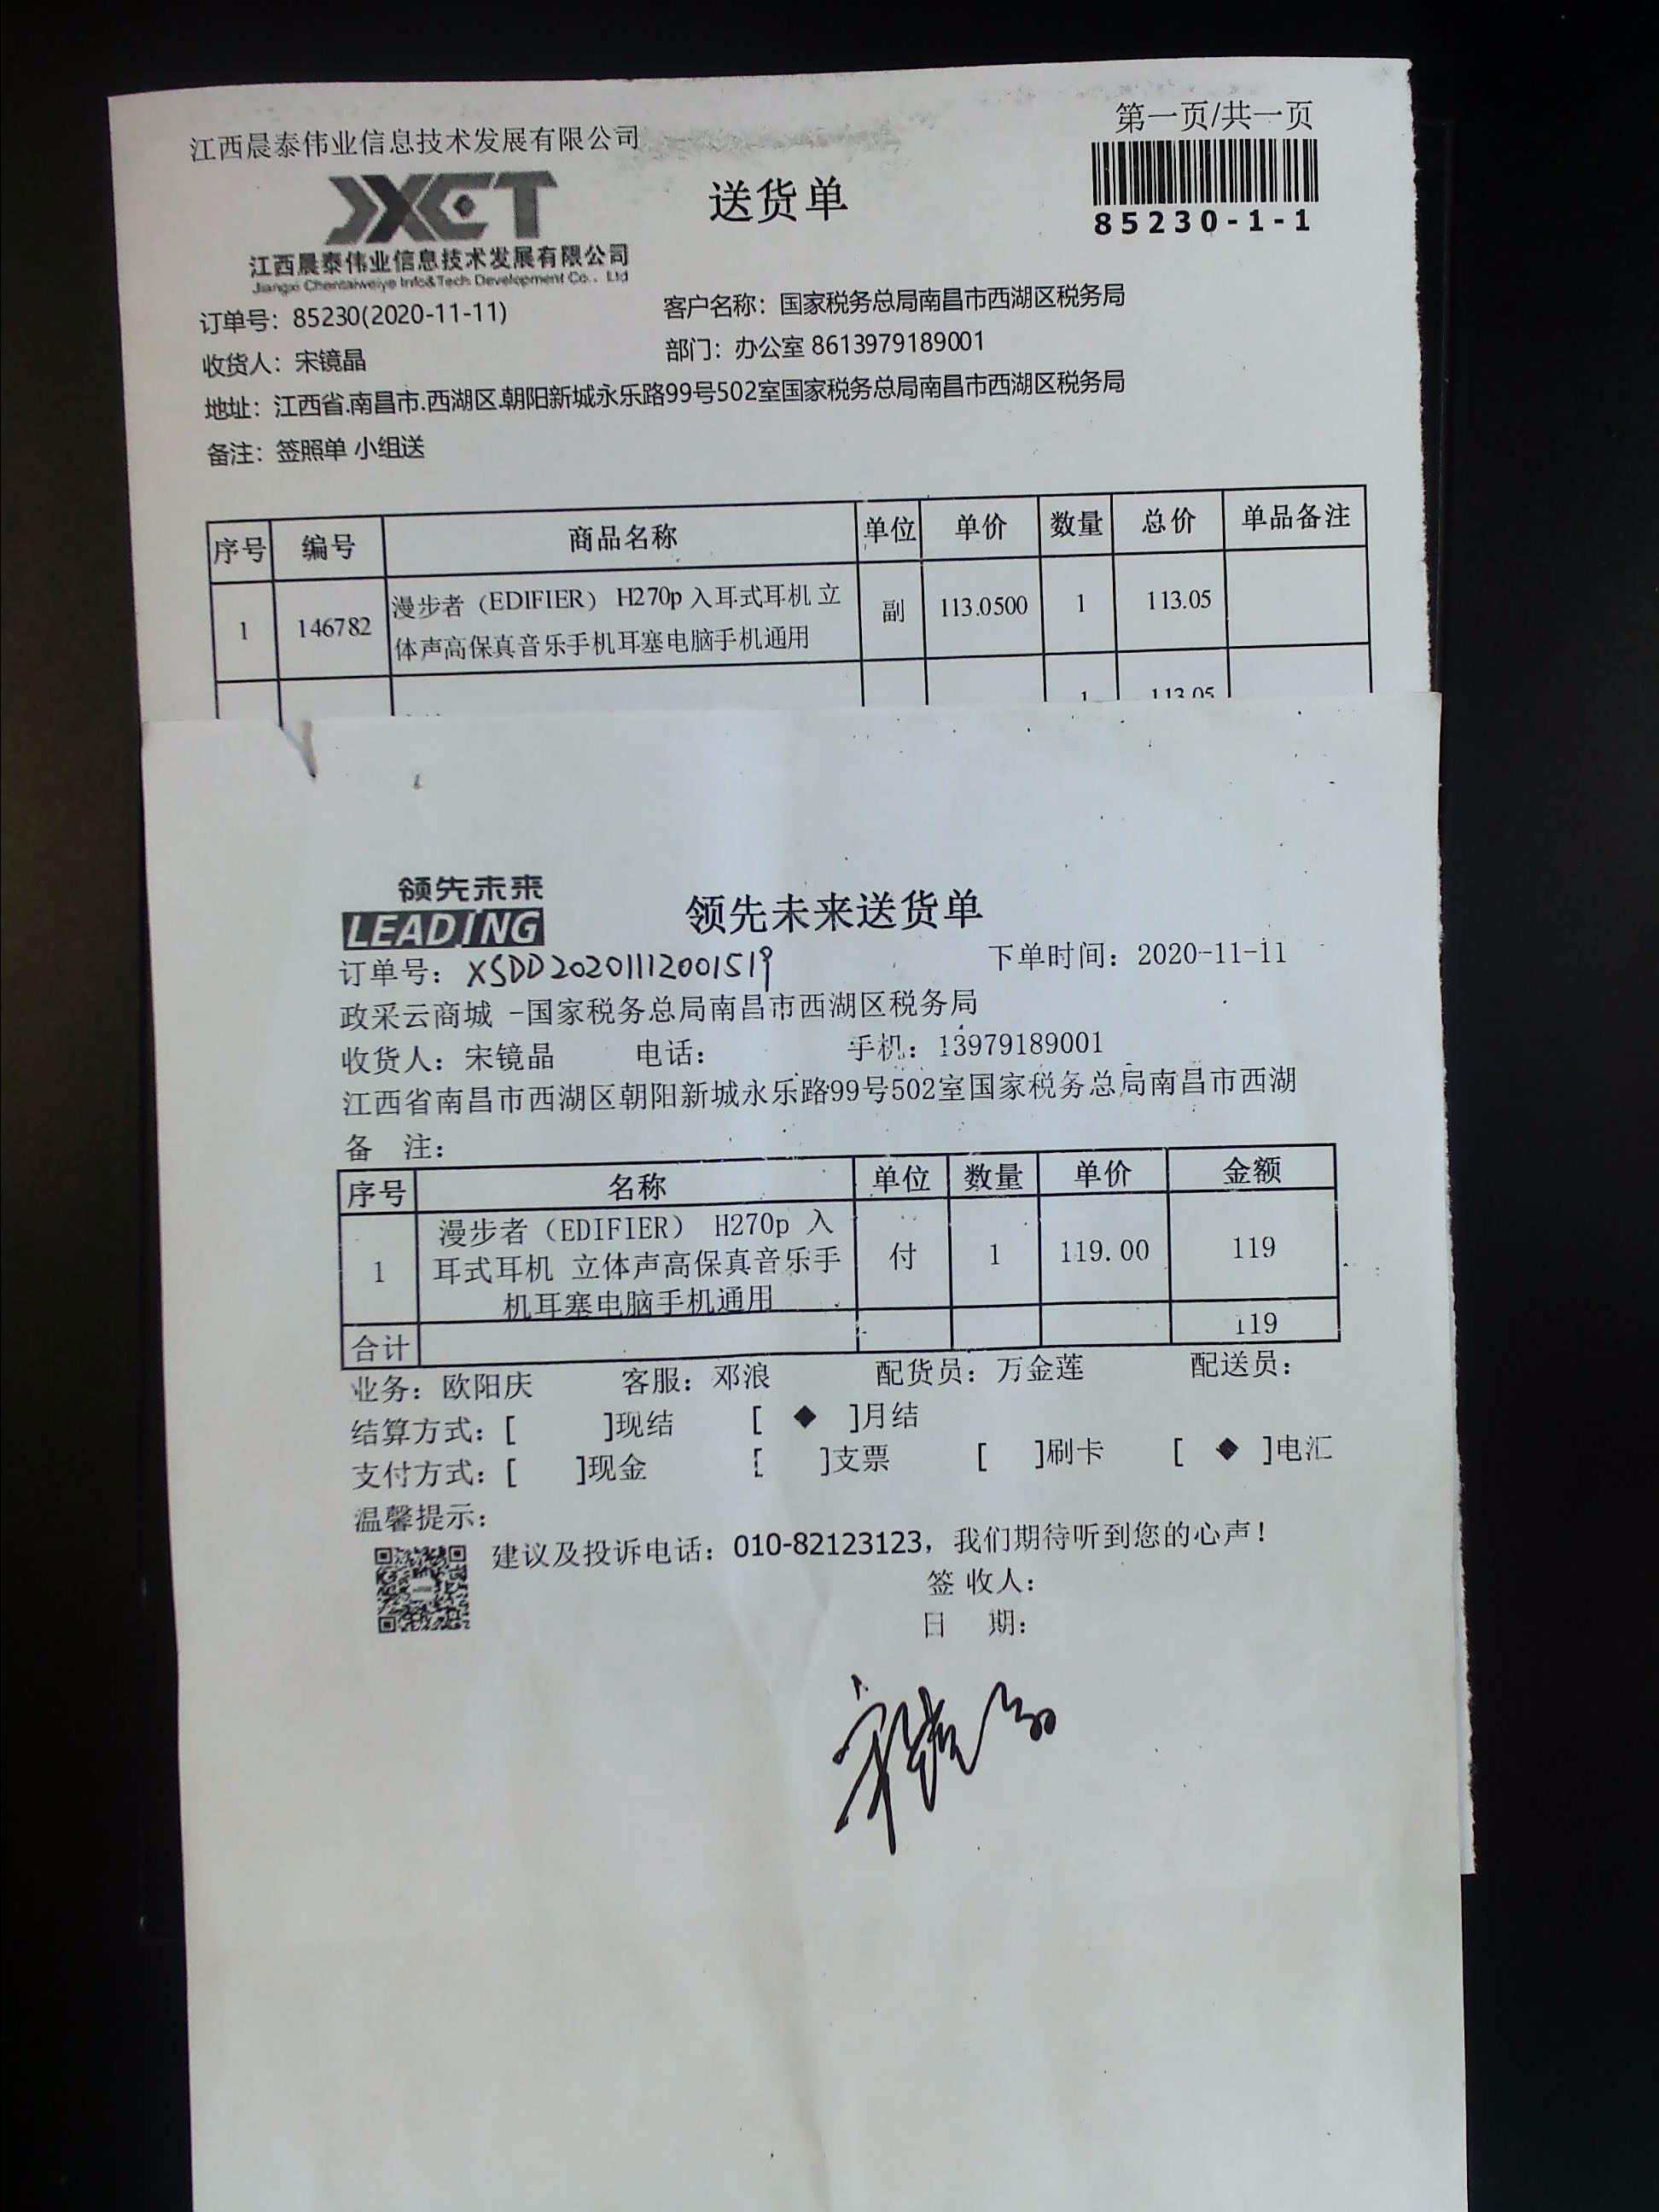 第一页/共一页
江西晨泰伟业信息技术发展有限公司
JXCT
送货单
85230-1-1
江西晨泰伟业信息技术发展有限公司
Jiangxi Chentaiweiye Info&Tech Development Co., Ltd
订单号：85230(2020-11-11) 客户名称：国家税务总局南昌市西湖区税务局
收货人：宋镜晶 部门：办公室 8613979189001
地址：江西省.南昌市.西湖区.朝阳新城永乐路99号502室国家税务总局南昌市西湖区税务局
备注：签照单 小组送
序号 编号 商品名称 单位 单价 数量 总价 单品备注
1 146782 漫步者（EDIFIER） H270p 入耳式耳机 立 副 113.0500 1 113.05
体声高保真音乐手机耳塞电脑手机通用
1 113.05
领先未来
LEADING
领先未来送货单
订单号：XSDD20201112001519 下单时间：2020-11-11
政采云商城 -国家税务总局南昌市西湖区税务局
收货人：宋镜晶 电话： 手机：13979189001
江西省南昌市西湖区朝阳新城永乐路99号502室国家税务总局南昌市西湖
备 注：
序号 名称 单位 数量 单价 金额
1 漫步者（EDIFIER） H270p 入 付 1 119.00 119
耳式耳机 立体声高保真音乐手
机耳塞电脑手机通用
合计 119
业务：欧阳庆 客服：邓浪 配货员：万金莲 配送员：
结算方式：[ ]现结 [ ◆ ]月结
支付方式：[ ]现金 [ ]支票 [ ]刷卡 [ ◆ ]电汇
温馨提示：
建议及投诉电话：010-82123123，我们期待听到您的心声！
签 收人：
日 期：
宋镜晶